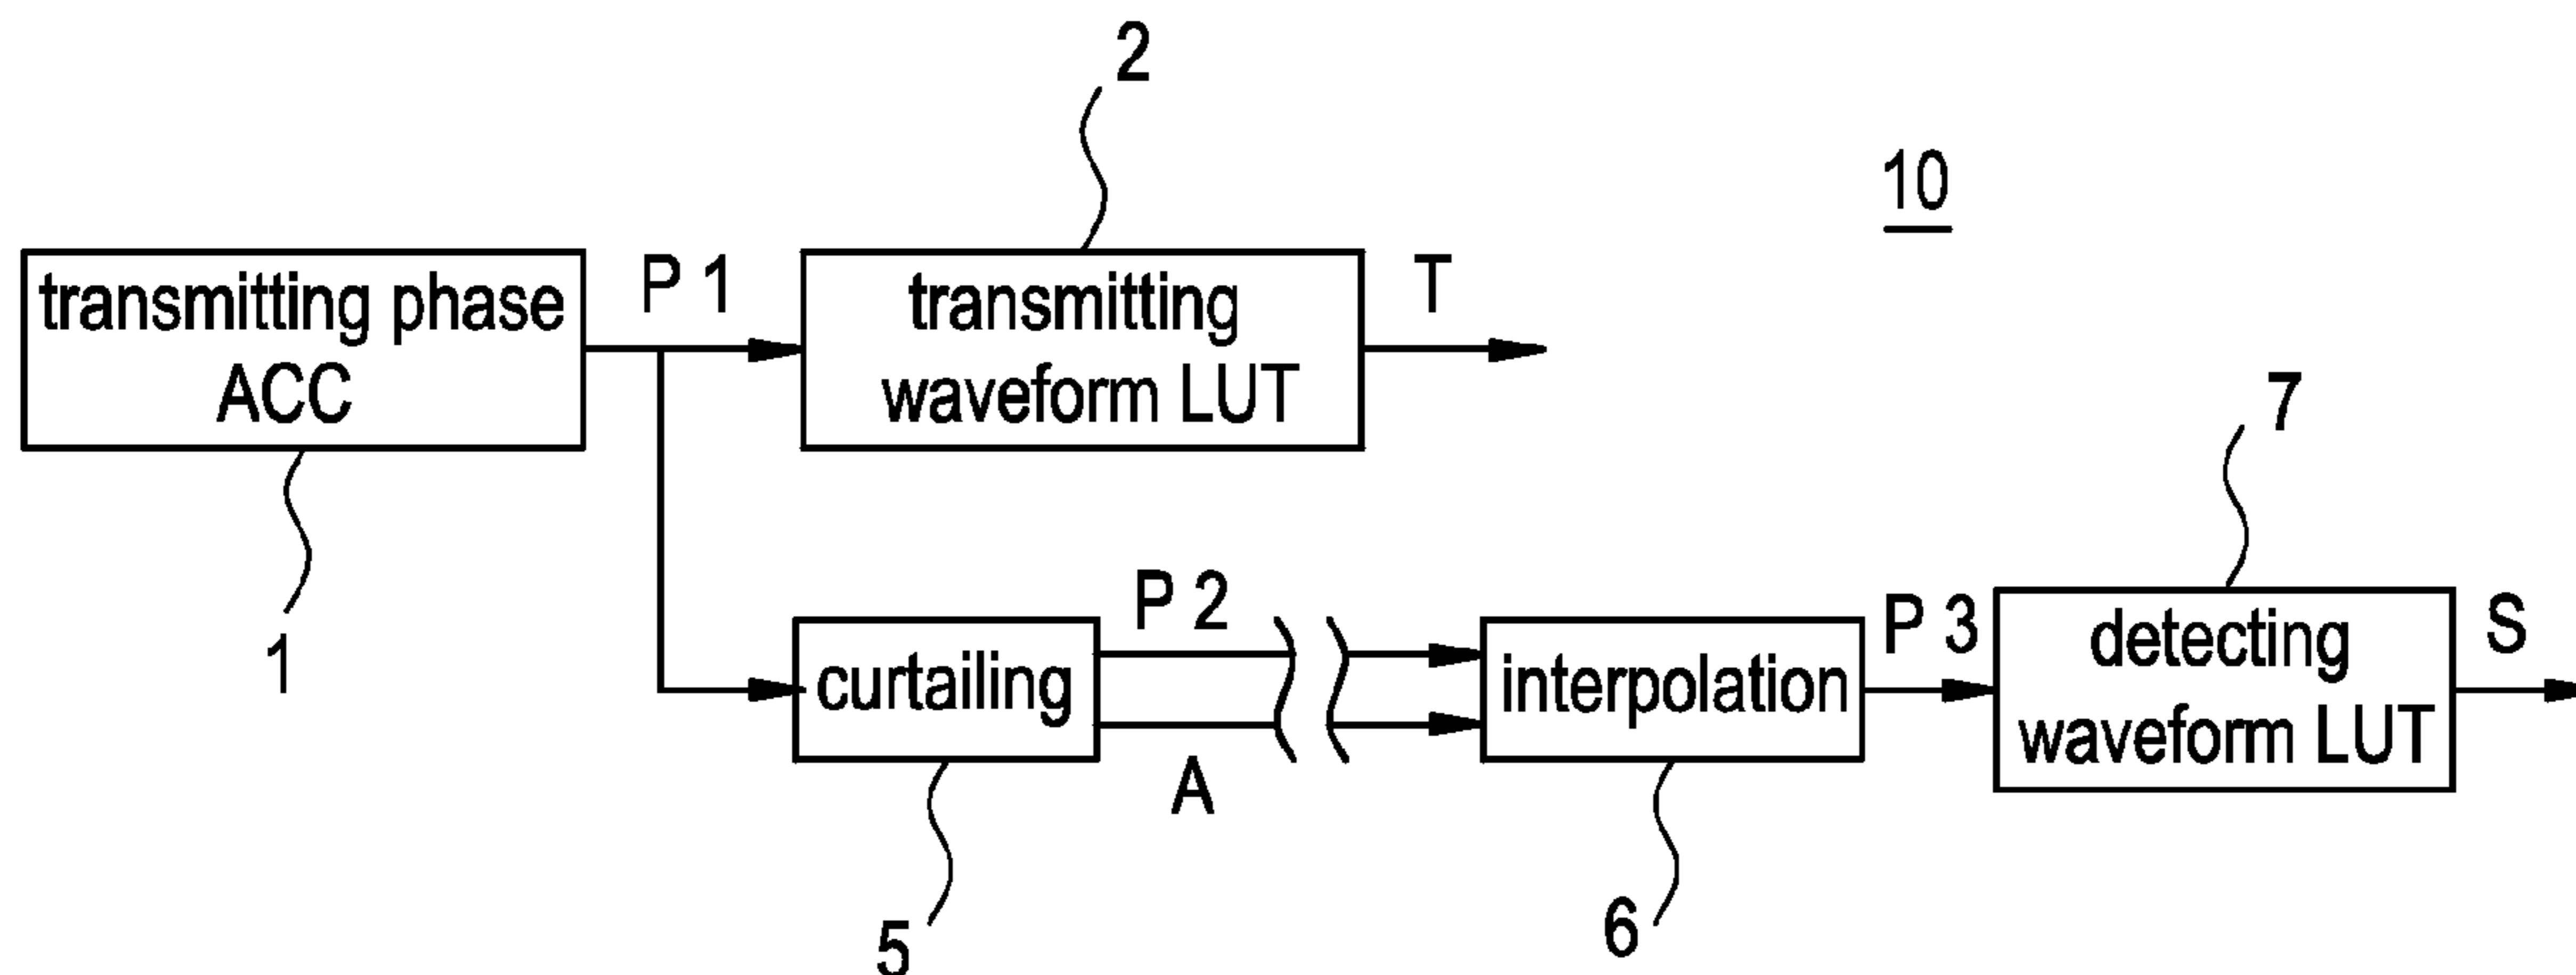 2
10
transmitting phase
ACC
P 1
transmitting
waveform LUT
T
7
1
P 2
curtailing
A
interpolation
P 3
detecting
waveform LUT
S
5
6